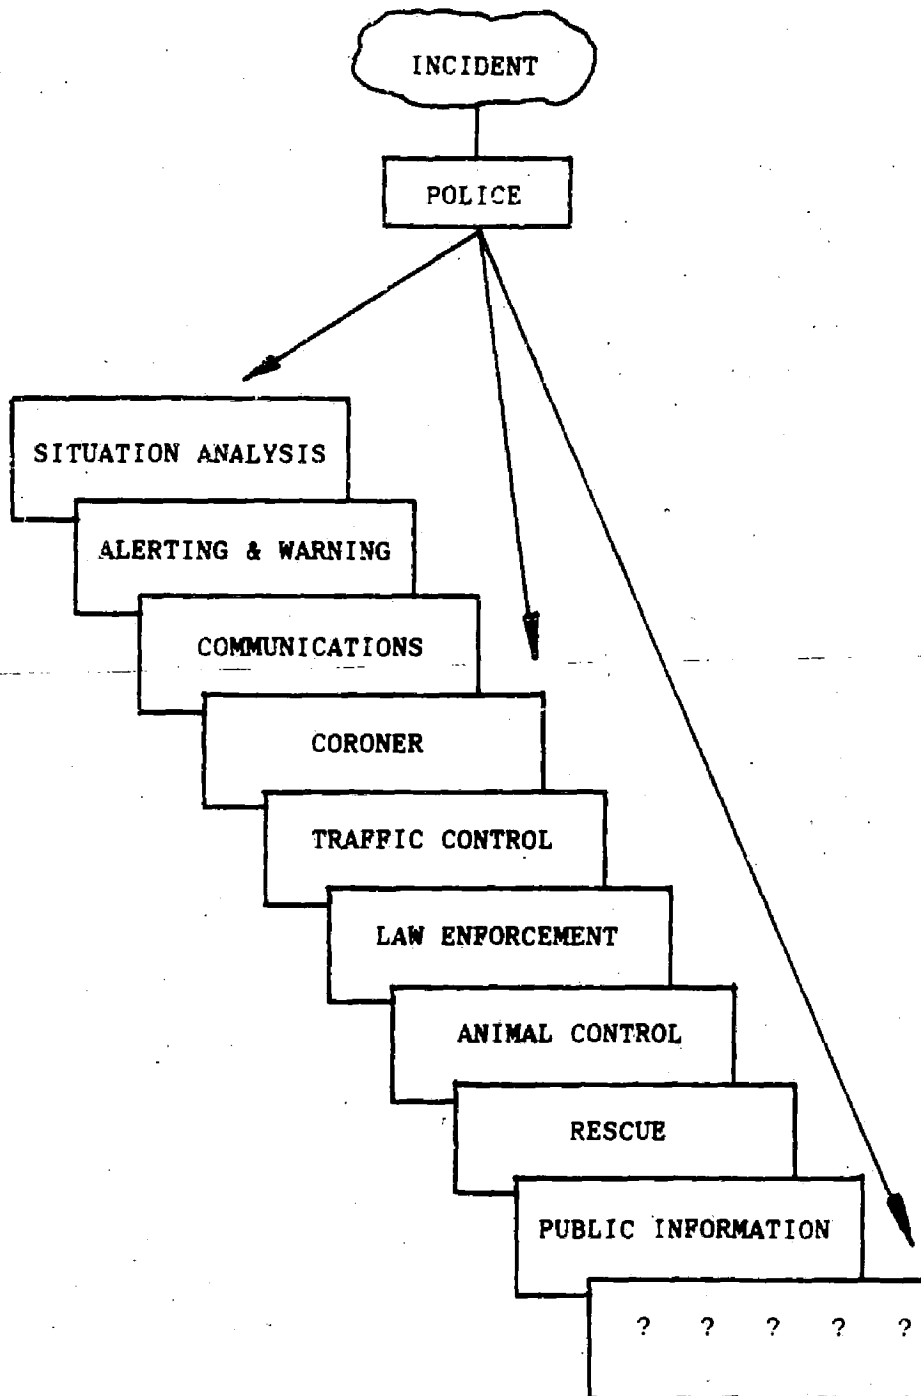 INCIDENT
POLICE
SITUATION ANALYSIS
ALERTING & WARNING
COMMUNICATIONS
CORONER
TRAFFIC CONTROL
LAW ENFORCEMENT
ANIMAL CONTROL
RESCUE
PUBLIC INFORMATION
? ? ? ? ?